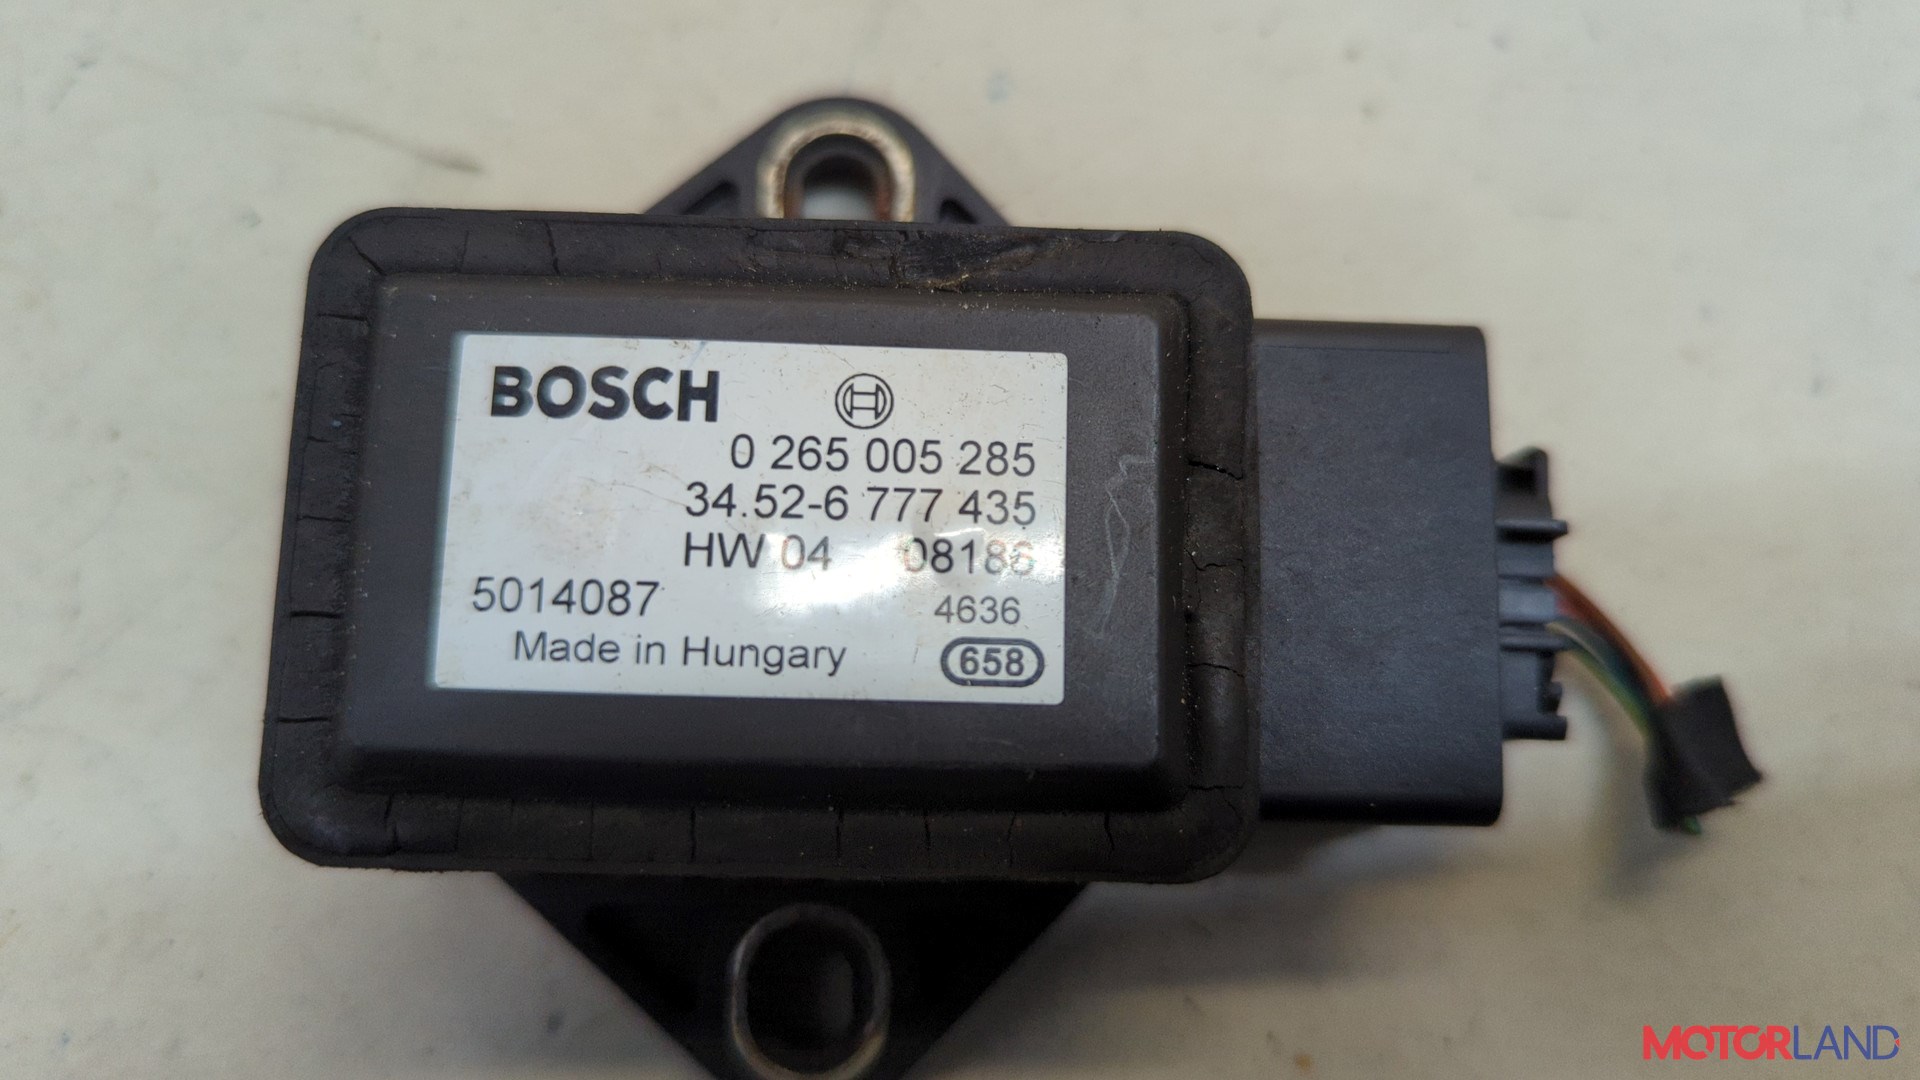 BOSCH
0 265 005 285
34.52-6 777 435
HW 04 08186
5014087 4636
Made in Hungary 658
MOTORLAND